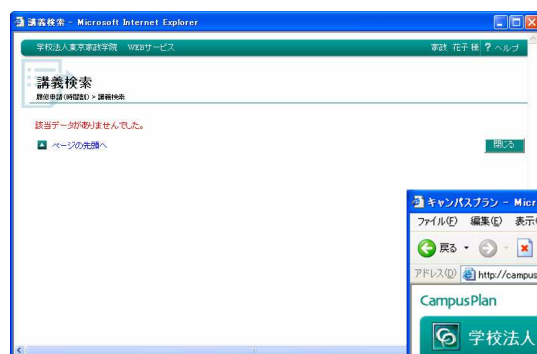 講義検索 - Microsoft Internet Explorer
学校法人東京家政学院 WEBサービス
家政 花子 様 ? ヘルプ
講義検索
履修申請(時間割) > 講義検索
該当データがありませんでした。
ページの先頭へ
閉じる
キャンパスプラン - Micr
ファイル(F) 編集(E) 表示
戻る
アドレス(D) http://campus
CampusPlan
学校法人